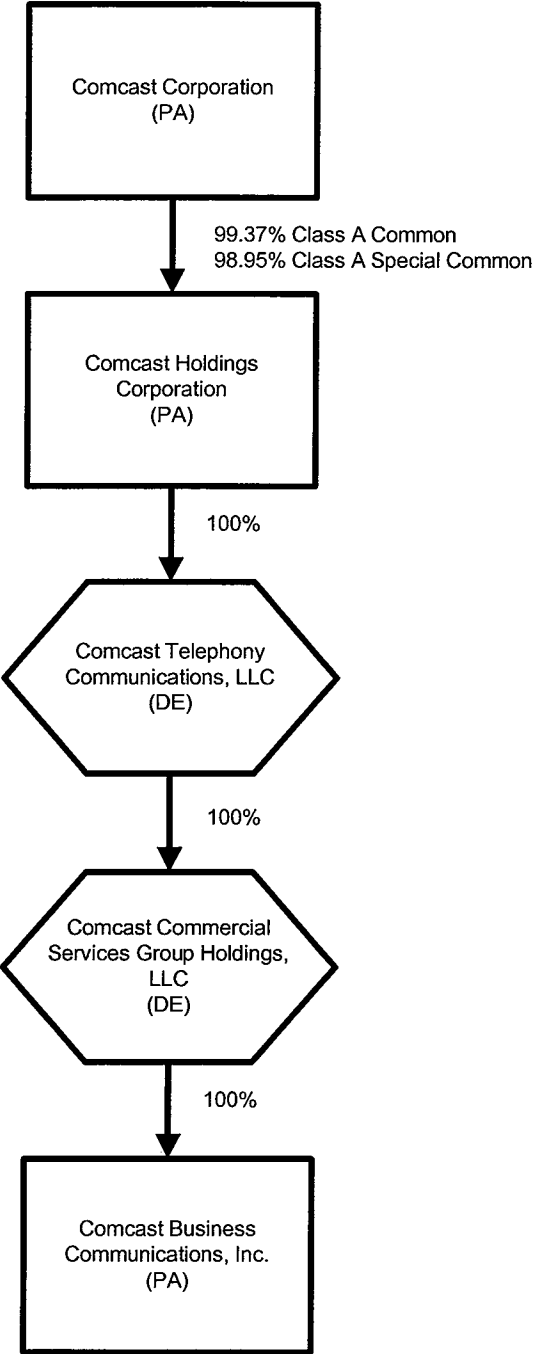 Comcast Corporation
(PA)
99.37% Class A Common
98.95% Class A Special Common
Comcast Holdings
Corporation
(PA)
100%
Comcast Telephony
Communications, LLC
(DE)
100%
Comcast Commercial
Services Group Holdings,
LLC
(DE)
100%
Comcast Business
Communications, Inc.
(PA)